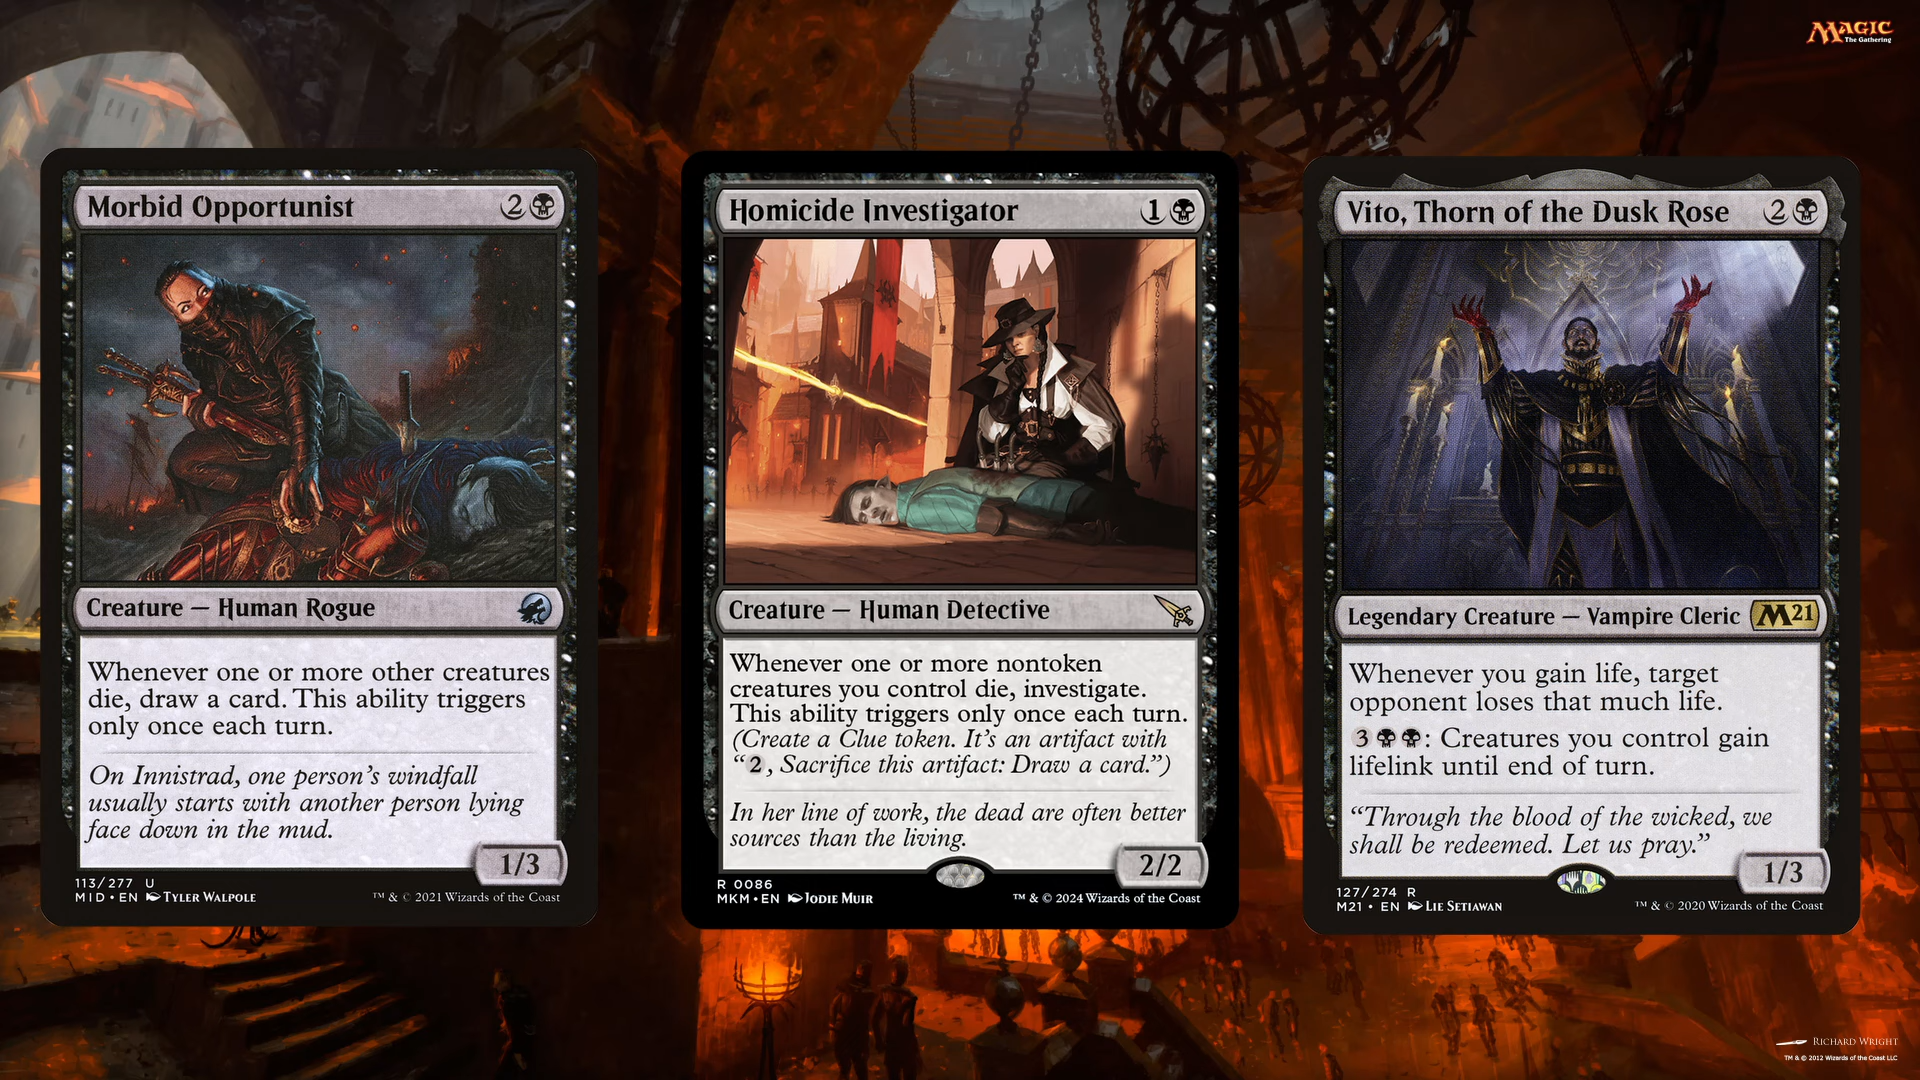 MAGIC
The Gathering
Morbid Opportunist 2
Creature — Human Rogue
Whenever one or more other creatures
die, draw a card. This ability triggers
only once each turn.
On Innistrad, one person's windfall
usually starts with another person lying
face down in the mud.
1/3
113/277 U
MID • EN TYLER WALPOLE
™ & © 2021 Wizards of the Coast
Homicide Investigator 1
Creature — Human Detective
Whenever one or more nontoken
creatures you control die, investigate.
This ability triggers only once each turn.
(Create a Clue token. It's an artifact with
“2, Sacrifice this artifact: Draw a card.”)
In her line of work, the dead are often better
sources than the living.
2/2
R 0086
MKM • EN JODIE MUIR
™ & © 2024 Wizards of the Coast
Vito, Thorn of the Dusk Rose 2
Legendary Creature — Vampire Cleric M21
Whenever you gain life, target
opponent loses that much life.
3: Creatures you control gain
lifelink until end of turn.
“Through the blood of the wicked, we
shall be redeemed. Let us pray.”
1/3
127/274 R
M21 • EN LIE SETIAWAN
™ & © 2020 Wizards of the Coast
RICHARD WRIGHT
TM & © 2012 Wizards of the Coast LLC